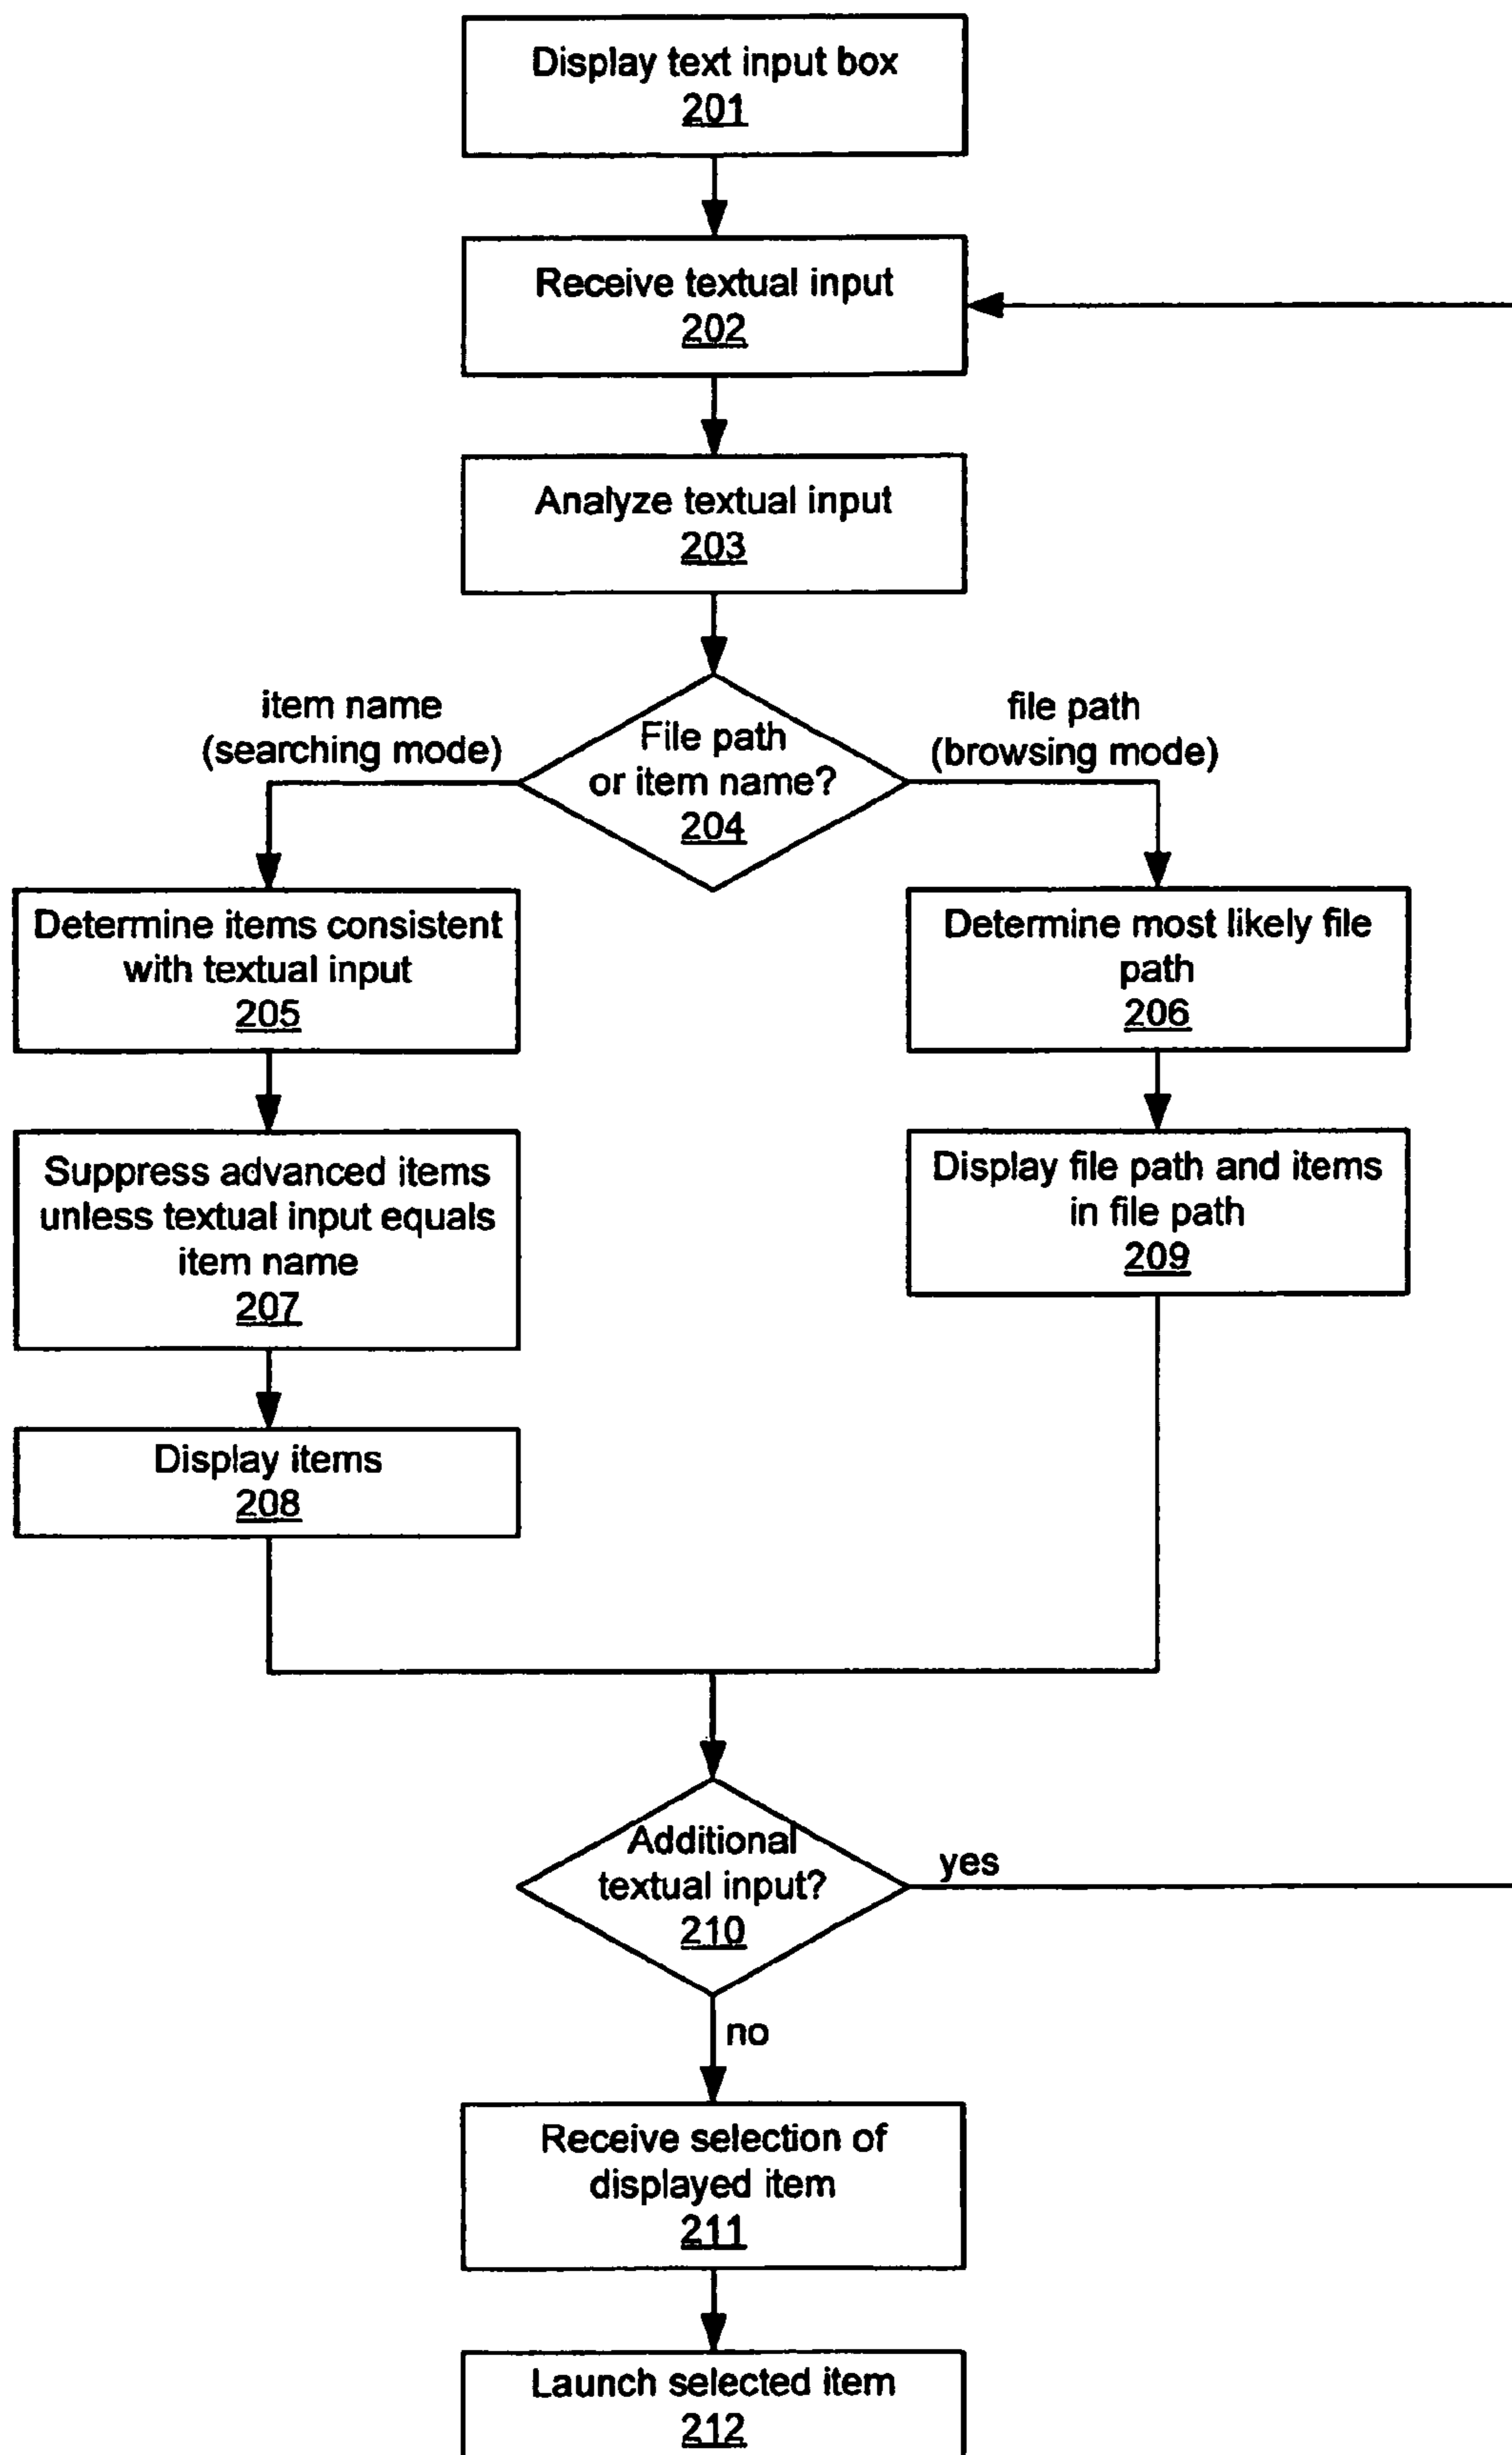 Display text input box
201
Receive textual input
202
Analyze textual input
203
item name
(searching mode)
File path
or item name?
204
file path
(browsing mode)
Determine items consistent
with textual input
205
Determine most likely file
path
206
Suppress advanced items
unless textual input equals
item name
207
Display file path and items
in file path
209
Display items
208
Additional
textual input?
210
yes
no
Receive selection of
displayed item
211
Launch selected item
212